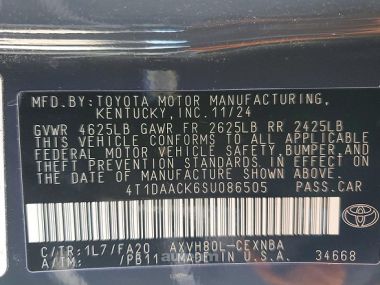 MFD.BY:TOYOTA MOTOR MANUFACTURING,
KENTUCKY,INC.11/24
GVWR 4625LB GAWR FR 2625LB RR 2425LB
THIS VEHICLE CONFORMS TO ALL APPLICABLE
FEDERAL MOTOR VEHICLE SAFETY,BUMPER,AND
THEFT PREVENTION STANDARDS IN EFFECT ON
THE DATE OF MANUFACTURE SHOWN ABOVE.
4T1DAACK6SU086505 PASS.CAR
C/TR:1L7/FA20 AXVH80L-CEXNBA
A/TM: /PB11 MADE IN U.S.A. 34668
TOYOTA